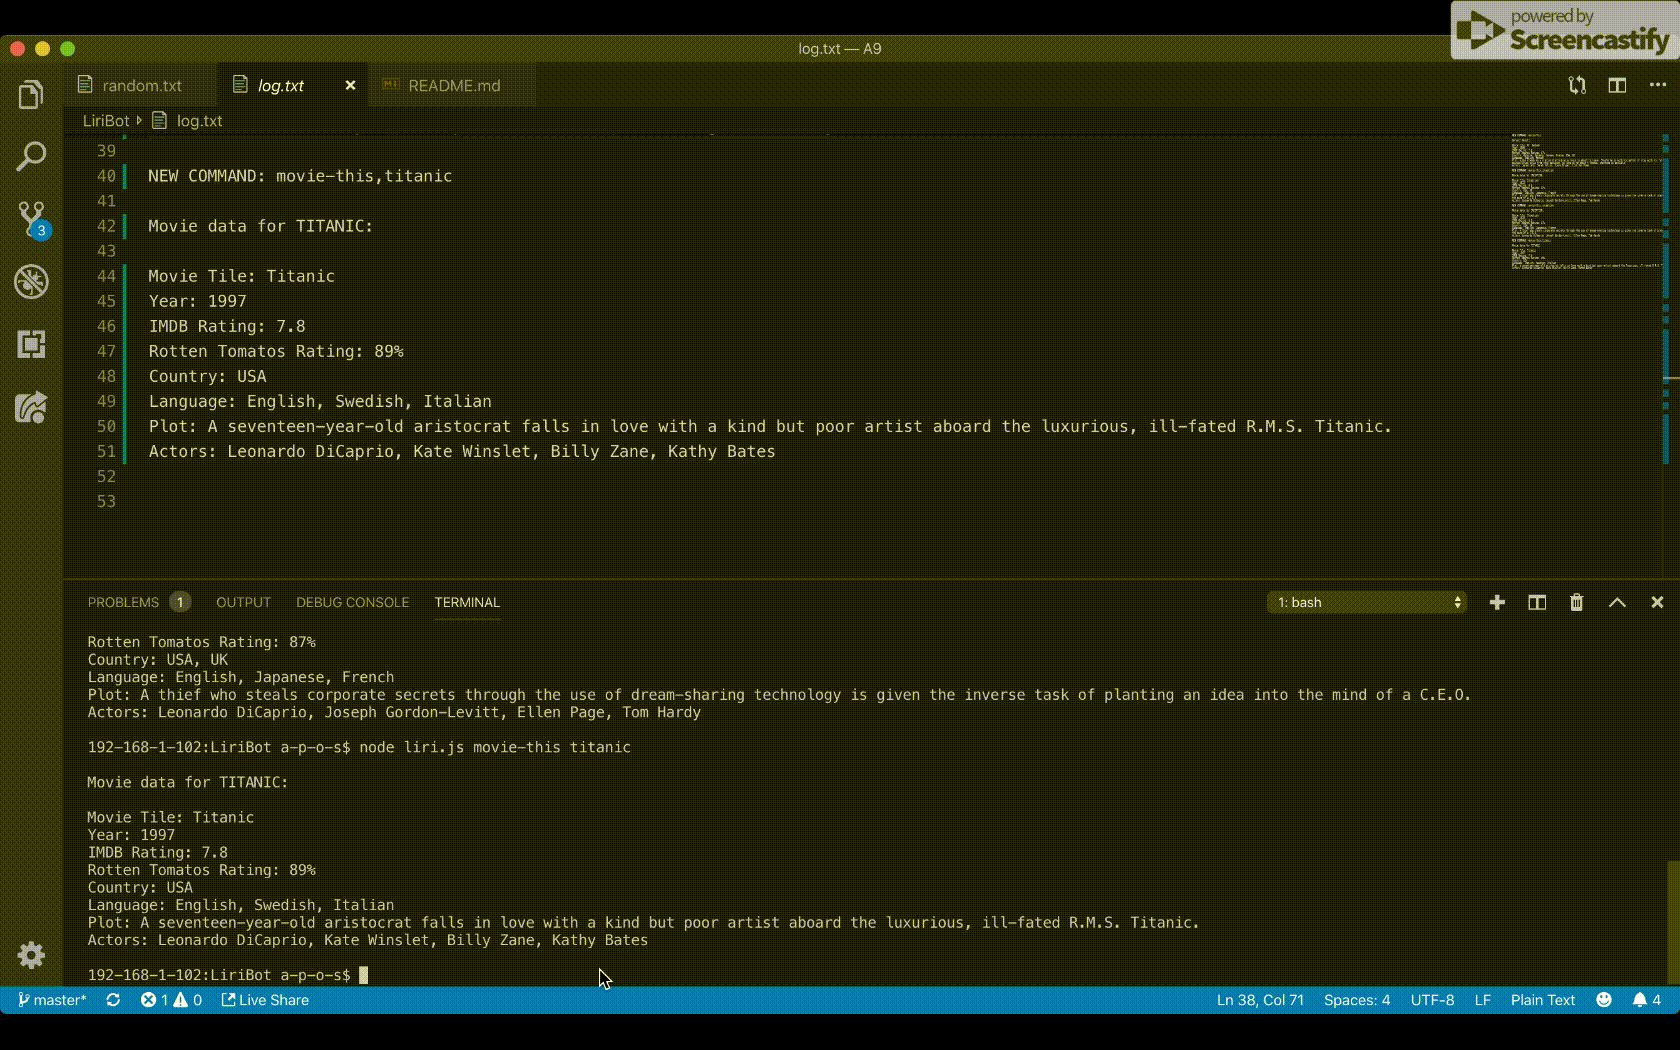 powered by
Screencastify
log.txt — A9
random.txt
log.txt
README.md
LiriBot
log.txt
39
40 NEW COMMAND: movie-this,titanic
41
42 Movie data for TITANIC:
43
44 Movie Tile: Titanic
45 Year: 1997
46 IMDB Rating: 7.8
47 Rotten Tomatos Rating: 89%
48 Country: USA
49 Language: English, Swedish, Italian
50 Plot: A seventeen-year-old aristocrat falls in love with a kind but poor artist aboard the luxurious, ill-fated R.M.S. Titanic.
51 Actors: Leonardo DiCaprio, Kate Winslet, Billy Zane, Kathy Bates
52
53
3
PROBLEMS 1 OUTPUT DEBUG CONSOLE TERMINAL 1: bash
Rotten Tomatos Rating: 87%
Country: USA, UK
Language: English, Japanese, French
Plot: A thief who steals corporate secrets through the use of dream-sharing technology is given the inverse task of planting an idea into the mind of a C.E.O.
Actors: Leonardo DiCaprio, Joseph Gordon-Levitt, Ellen Page, Tom Hardy
192-168-1-102:LiriBot a-p-o-s$ node liri.js movie-this titanic
Movie data for TITANIC:
Movie Tile: Titanic
Year: 1997
IMDB Rating: 7.8
Rotten Tomatos Rating: 89%
Country: USA
Language: English, Swedish, Italian
Plot: A seventeen-year-old aristocrat falls in love with a kind but poor artist aboard the luxurious, ill-fated R.M.S. Titanic.
Actors: Leonardo DiCaprio, Kate Winslet, Billy Zane, Kathy Bates
192-168-1-102:LiriBot a-p-o-s$
master* 1 0 Live Share Ln 38, Col 71 Spaces: 4 UTF-8 LF Plain Text 4